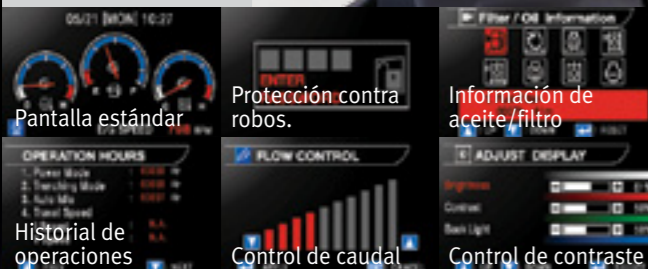 05/21 [MON] 10:27
Pantalla estándar
ENTER
Protección contra
robos.
Filter/Oil Information
Información de
aceite/filtro
OPERATION HOURS
1. Power Mode
2. Trenching Mode
3. Auto Idle
4. Travel Speed
Historial de
operaciones
FLOW CONTROL
Control de caudal
ADJUST DISPLAY
Brightness
Contrast
Back Light
Control de contraste